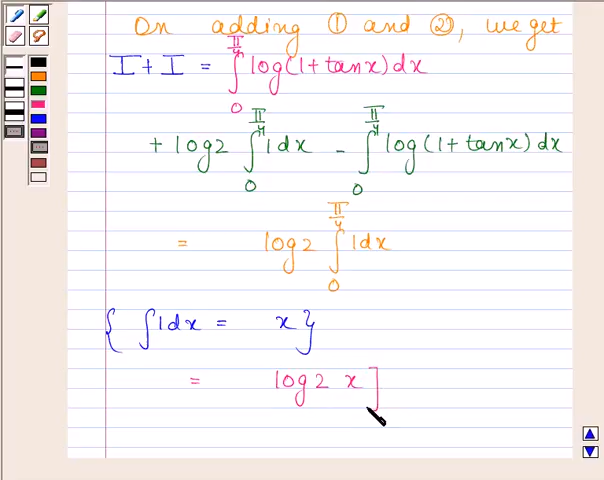 On adding ① and ②, we get
I + I = ∫₀^{π/4} log(1+tanx)dx
+ log2 ∫₀^{π/4} 1dx - ∫₀^{π/4} log(1+tanx)dx
= log2 ∫₀^{π/4} 1dx
{ ∫1dx = x}
= log2 x]